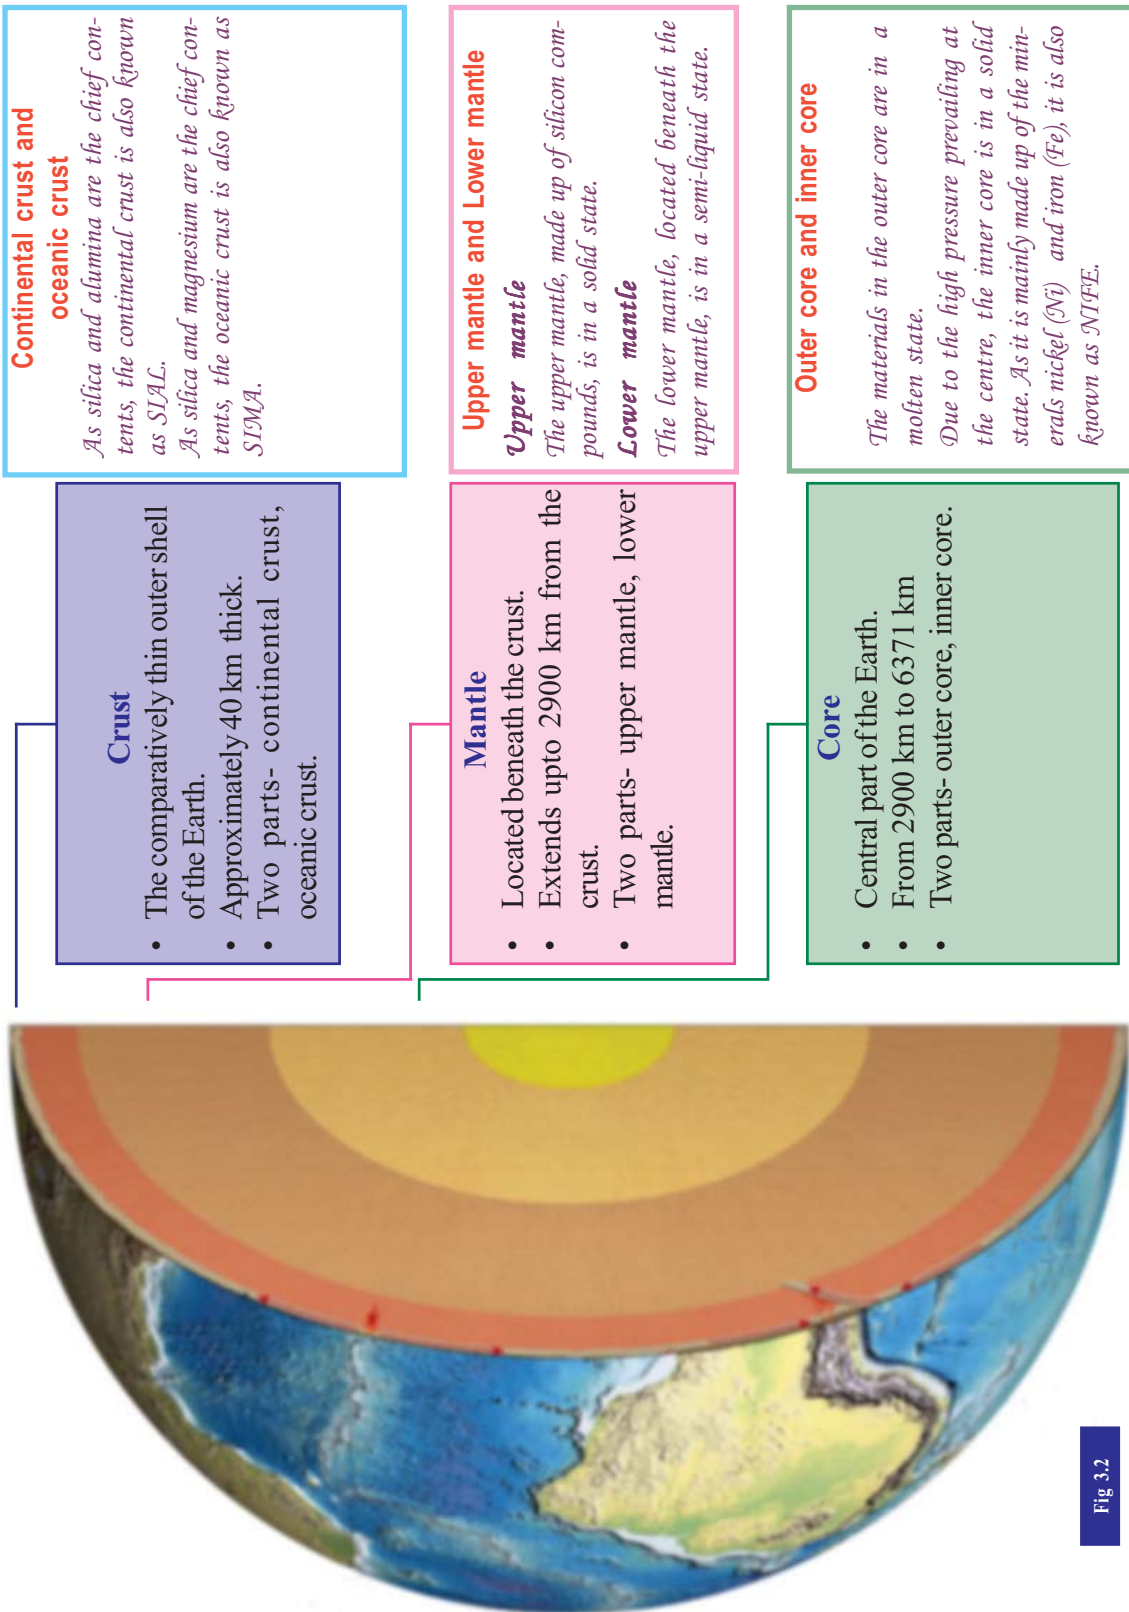 Crust
• The comparatively thin outer shell
of the Earth.
• Approximately 40 km thick.
• Two parts- continental crust,
oceanic crust.
Continental crust and
oceanic crust
As silica and alumina are the chief con-
tents, the continental crust is also known
as SIAL.
As silica and magnesium are the chief con-
tents, the oceanic crust is also known as
SIMA.
Mantle
• Located beneath the crust.
• Extends upto 2900 km from the
crust.
• Two parts- upper mantle, lower
mantle.
Upper mantle and Lower mantle
Upper mantle
The upper mantle, made up of silicon com-
pounds, is in a solid state.
Lower mantle
The lower mantle, located beneath the
upper mantle, is in a semi-liquid state.
Core
• Central part of the Earth.
• From 2900 km to 6371 km
• Two parts- outer core, inner core.
Outer core and inner core
The materials in the outer core are in a
molten state.
Due to the high pressure prevailing at
the centre, the inner core is in a solid
state. As it is mainly made up of the min-
erals nickel (Ni) and iron (Fe), it is also
known as NIFE.
Fig 3.2